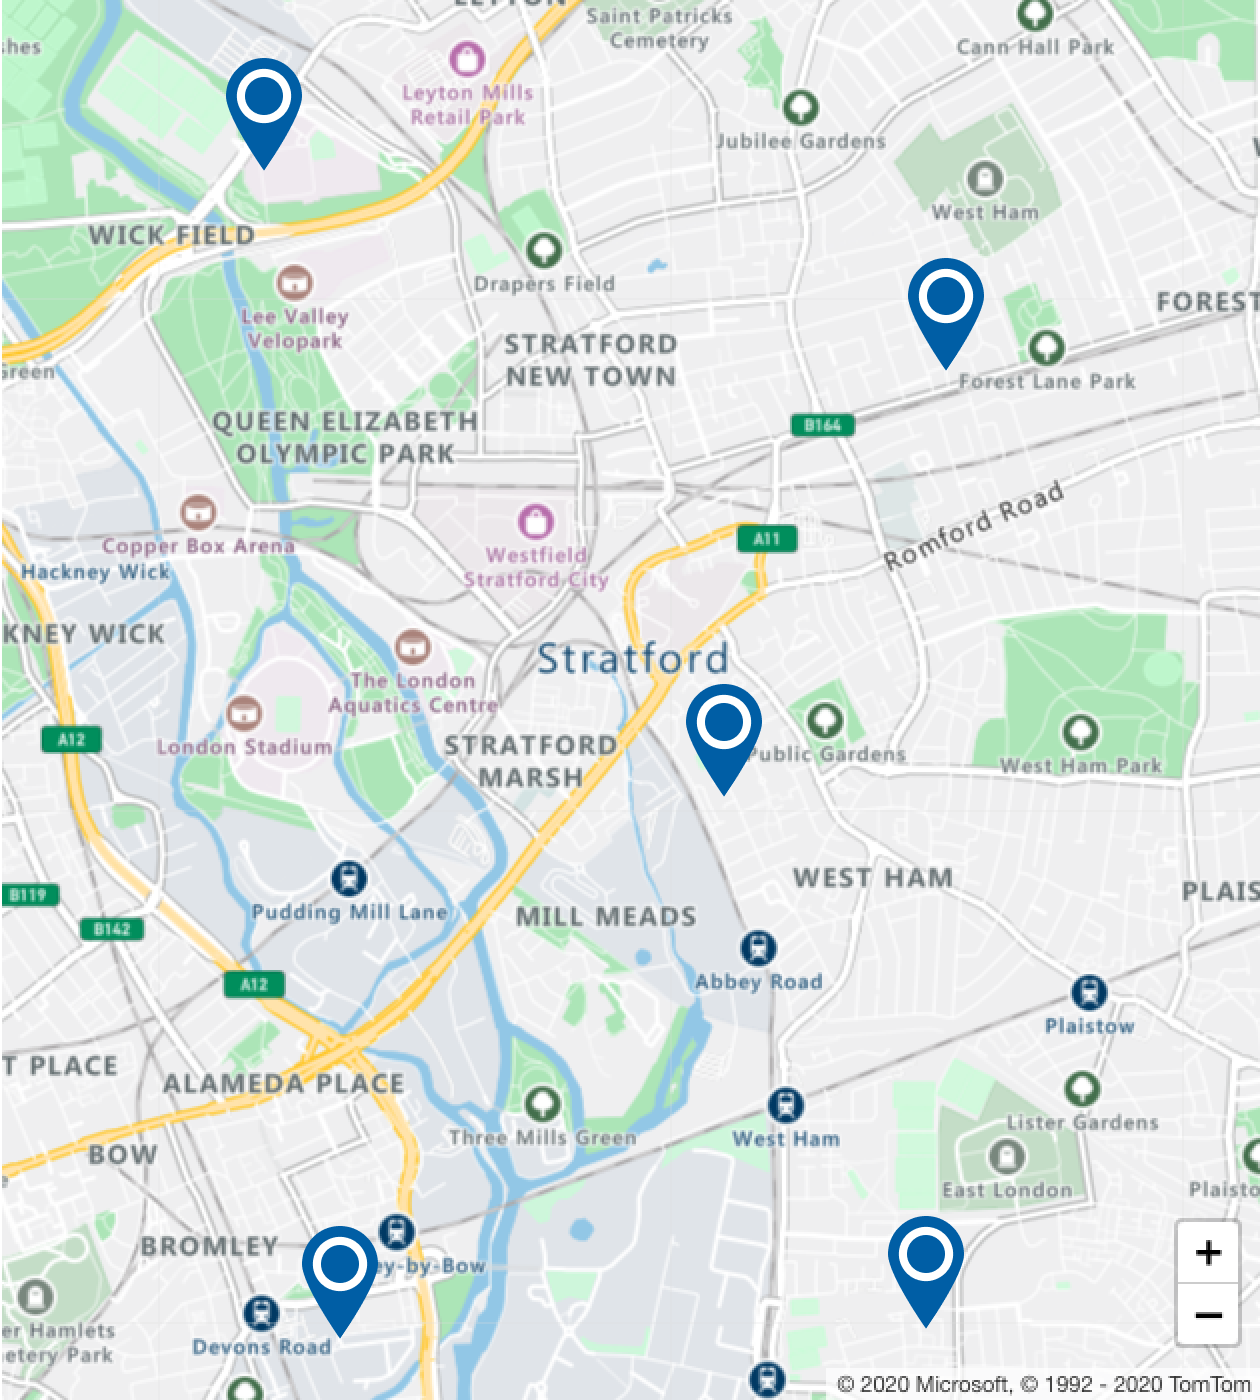 Saint Patricks
Cemetery
Cann Hall Park
Leyton Mills
Retail Park
Jubilee Gardens
West Ham
WICK FIELD
Drapers Field
Lee Valley
Velopark
FOREST
STRATFORD
NEW TOWN
Forest Lane Park
QUEEN ELIZABETH
OLYMPIC PARK
B164
Romford Road
Copper Box Arena
A11
Westfield
Stratford City
Hackney Wick
KNEY WICK
Stratford
The London
Aquatics Centre
A12
London Stadium
STRATFORD
MARSH
Public Gardens
West Ham Park
WEST HAM
B119
PLAIS
Pudding Mill Lane
B142
MILL MEADS
Abbey Road
A12
Plaistow
T PLACE
ALAMEDA PLACE
Three Mills Green
West Ham
Lister Gardens
BOW
East London
Plaisto
BROMLEY
ey-by-Bow
+
−
er Hamlets
etery Park
Devons Road
© 2020 Microsoft, © 1992 - 2020 TomTom